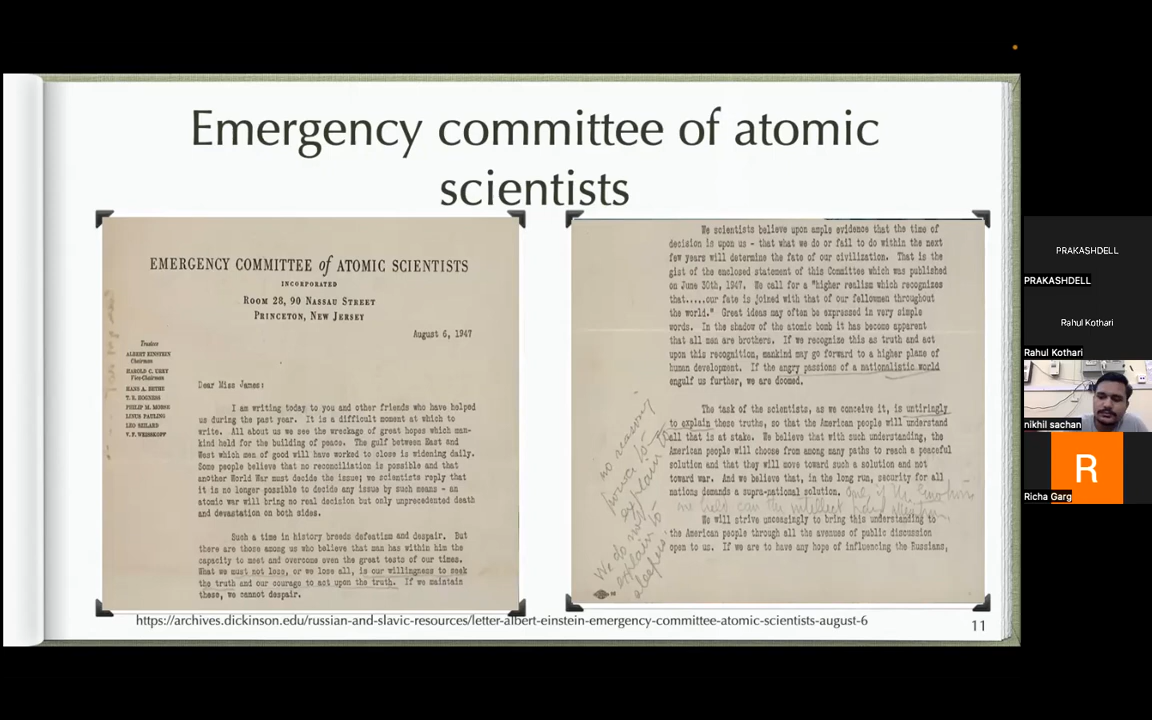 Emergency committee of atomic
scientists
EMERGENCY COMMITTEE of ATOMIC SCIENTISTS
INCORPORATED
ROOM 28, 90 NASSAU STREET
PRINCETON, NEW JERSEY
August 6, 1947
Trustees
ALBERT EINSTEIN
Chairman
HAROLD C. UREY
Vice-Chairman
HANS A. BETHE
T. R. HOGNESS
PHILIP M. MORSE
LINUS PAULING
LEO SZILARD
V. F. WEISSKOPF
Dear Miss James:
I am writing today to you and other friends who have helped
us during the past year. It is a difficult moment at which to
write. All about us we see the wreckage of great hopes which man-
kind held for the building of peace. The gulf between East and
West which men of good will have worked to close is widening daily.
Some people believe that no reconciliation is possible and that
another World War must decide the issue; we scientists reply that
it is no longer possible to decide any issue by such means - an
atomic war will bring no real decision but only unprecedented death
and devastation on both sides.
Such a time in history breeds defeatism and despair. But
there are those among us who believe that man has within him the
capacity to meet and overcome even the great tests of our times.
What we must not lose, or we lose all, is our willingness to seek
the truth and our courage to act upon the truth. If we maintain
these, we cannot despair.
We scientists believe upon ample evidence that the time of
decision is upon us - that what we do or fail to do within the next
few years will determine the fate of our civilization. That is the
gist of the enclosed statement of this Committee which was published
on June 30th, 1947. We call for a "higher realism which recognizes
that.....our fate is joined with that of our fellowmen throughout
the world." Great ideas may often be expressed in very simple
words. In the shadow of the atomic bomb it has become apparent
that all men are brothers. If we recognize this as truth and act
upon this recognition, mankind may go forward to a higher plane of
human development. If the angry passions of a nationalistic world
engulf us further, we are doomed.
The task of the scientists, as we conceive it, is untiringly
to explain these truths, so that the American people will understand
all that is at stake. We believe that with such understanding, the
American people will choose from among many paths to reach a peaceful
solution and that they will move toward such a solution and not
toward war. And we believe that, in the long run, security for all
nations demands a supra-national solution.
We will strive unceasingly to bring this understanding to
the American people through all the avenues of public discussion
open to us. If we are to have any hope of influencing the Russians,
https://archives.dickinson.edu/russian-and-slavic-resources/letter-albert-einstein-emergency-committee-atomic-scientists-august-6
11
PRAKASHDELL
PRAKASHDELL
Rahul Kothari
Rahul Kothari
nikhil sachan
R
Richa Garg